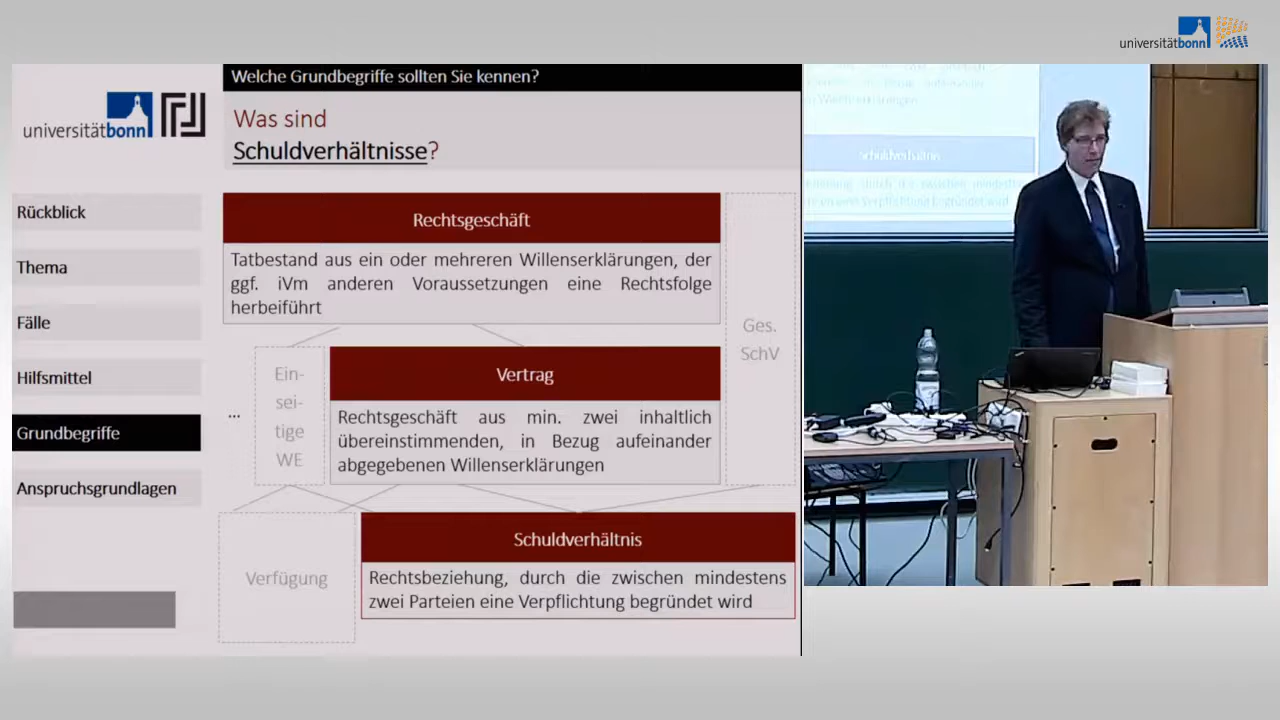 universitätbonn
Welche Grundbegriffe sollten Sie kennen?
universitätbonn
Was sind
Schuldverhältnisse?
Rückblick
Thema
Fälle
Hilfsmittel
Grundbegriffe
Anspruchsgrundlagen
Rechtsgeschäft
Tatbestand aus ein oder mehreren Willenserklärungen, der
ggf. iVm anderen Voraussetzungen eine Rechtsfolge
herbeiführt
Ges.
SchV
...
Ein-
sei-
tige
WE
Vertrag
Rechtsgeschäft aus min. zwei inhaltlich
übereinstimmenden, in Bezug aufeinander
abgegebenen Willenserklärungen
Verfügung
Schuldverhältnis
Rechtsbeziehung, durch die zwischen mindestens
zwei Parteien eine Verpflichtung begründet wird
Schuldverhältnis